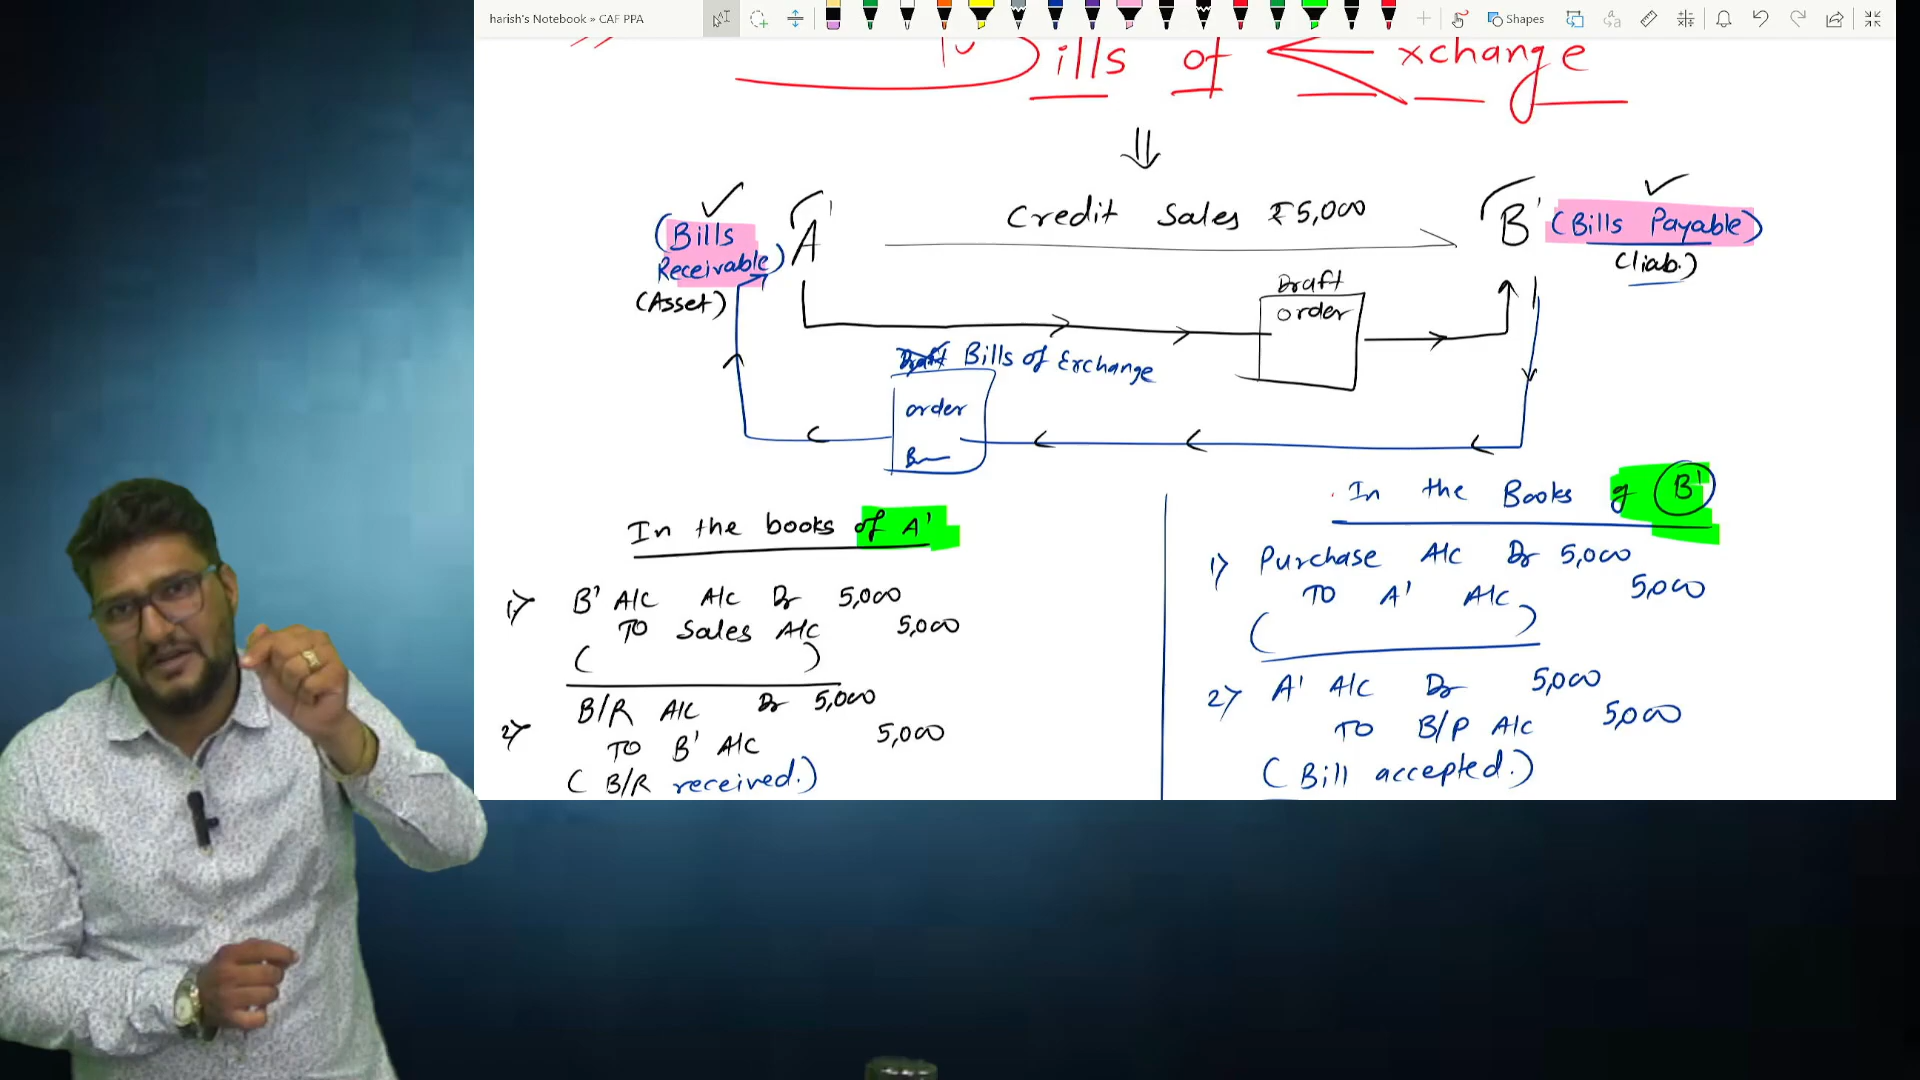 harish's Notebook » CAF PPA
Shapes
ills of xchange
Credit Sales ₹5,000
(Bills Receivable) A'
(Asset)
B' (Bills Payable)
(liab.)
Draft
order
Draft Bills of Exchange
order
B
In the books of A'
1) B' A/c A/c Dr 5,000
To Sales A/c 5,000
( )
2) B/R A/c Dr 5,000
To B' A/c 5,000
( B/R received.)
In the Books of B'
1) Purchase A/c Dr 5,000
To A' A/c 5,000
( )
2) A' A/c Dr 5,000
To B/P A/c 5,000
( Bill accepted.)